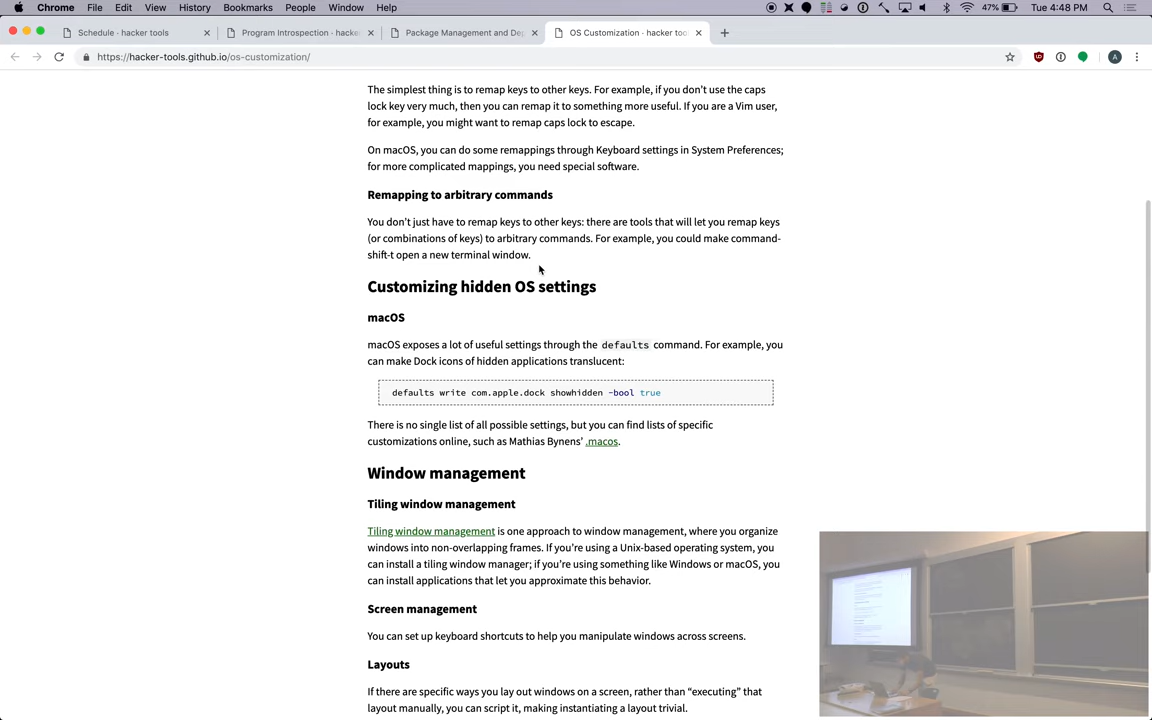 Chrome File Edit View History Bookmarks People Window Help 47% Tue 4:48 PM
Schedule - hacker tools Program Introspection - hacke Package Management and Dep OS Customization - hacker too
https://hacker-tools.github.io/os-customization/
The simplest thing is to remap keys to other keys. For example, if you don’t use the caps
lock key very much, then you can remap it to something more useful. If you are a Vim user,
for example, you might want to remap caps lock to escape.
On macOS, you can do some remappings through Keyboard settings in System Preferences;
for more complicated mappings, you need special software.
Remapping to arbitrary commands
You don’t just have to remap keys to other keys: there are tools that will let you remap keys
(or combinations of keys) to arbitrary commands. For example, you could make command-
shift-t open a new terminal window.
Customizing hidden OS settings
macOS
macOS exposes a lot of useful settings through the defaults command. For example, you
can make Dock icons of hidden applications translucent:
defaults write com.apple.dock showhidden -bool true
There is no single list of all possible settings, but you can find lists of specific
customizations online, such as Mathias Bynens’ .macos.
Window management
Tiling window management
Tiling window management is one approach to window management, where you organize
windows into non-overlapping frames. If you’re using a Unix-based operating system, you
can install a tiling window manager; if you’re using something like Windows or macOS, you
can install applications that let you approximate this behavior.
Screen management
You can set up keyboard shortcuts to help you manipulate windows across screens.
Layouts
If there are specific ways you lay out windows on a screen, rather than “executing” that
layout manually, you can script it, making instantiating a layout trivial.